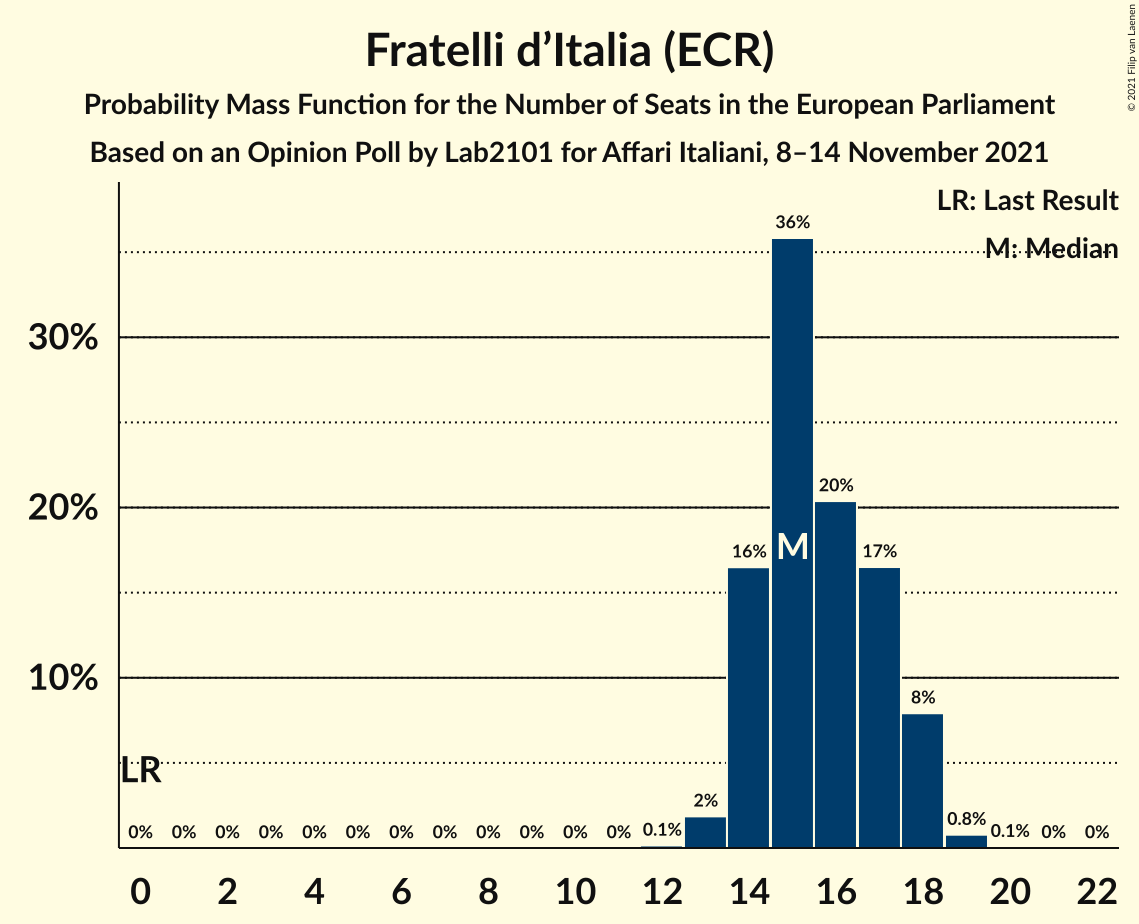 Fratelli d’Italia (ECR)
Probability Mass Function for the Number of Seats in the European Parliament
Based on an Opinion Poll by Lab2101 for Affari Italiani, 8–14 November 2021
© 2021 Filip van Laenen
LR: Last Result
M: Median
30%
20%
10%
36%
20%
16%
17%
M
8%
LR
2%
0% 0% 0% 0% 0% 0% 0% 0% 0% 0% 0% 0% 0.1% 0.8% 0.1% 0% 0%
0 2 4 6 8 10 12 14 16 18 20 22